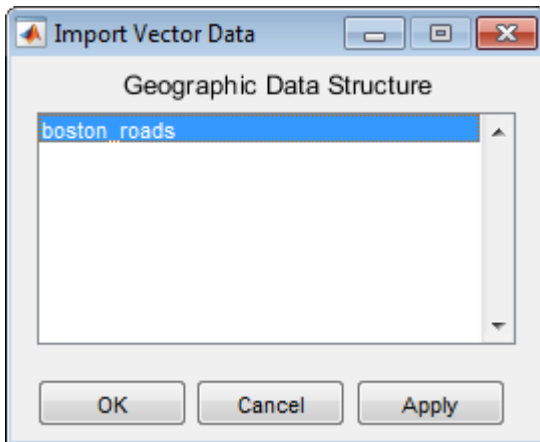 Import Vector Data
Geographic Data Structure
boston_roads
OK Cancel Apply